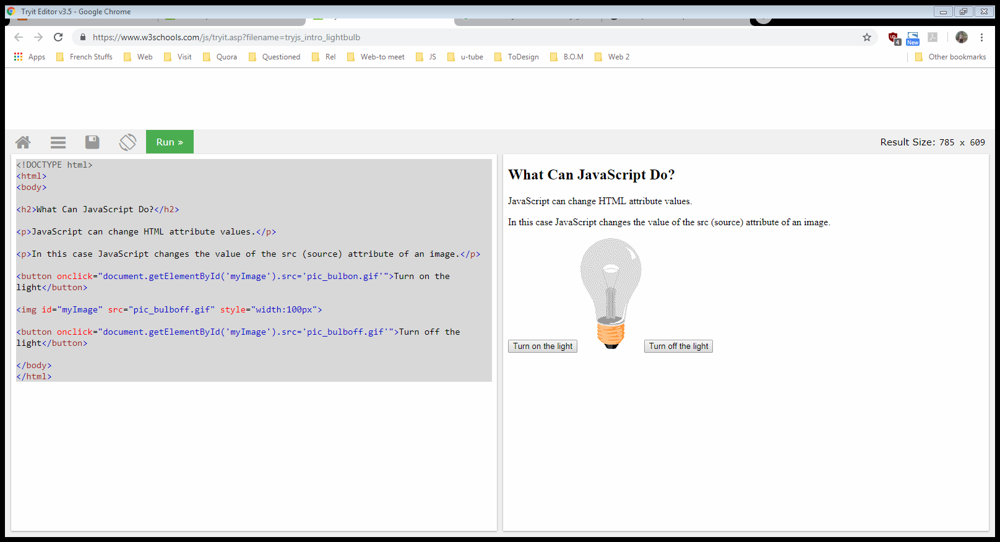 Tryit Editor v3.5 - Google Chrome
https://www.w3schools.com/js/tryit.asp?filename=tryjs_intro_lightbulb
4
New
Apps French Stuffs Web Visit Quora Questioned Rel Web-to meet JS u-tube ToDesign B.O.M Web 2 Other bookmarks
Run »
Result Size: 785 x 609
<!DOCTYPE html>
<html>
<body>
<h2>What Can JavaScript Do?</h2>
<p>JavaScript can change HTML attribute values.</p>
<p>In this case JavaScript changes the value of the src (source) attribute of an image.</p>
<button onclick="document.getElementById('myImage').src='pic_bulbon.gif'">Turn on the
light</button>
<img id="myImage" src="pic_bulboff.gif" style="width:100px">
<button onclick="document.getElementById('myImage').src='pic_bulboff.gif'">Turn off the
light</button>
</body>
</html>
What Can JavaScript Do?
JavaScript can change HTML attribute values.
In this case JavaScript changes the value of the src (source) attribute of an image.
Turn on the light
Turn off the light